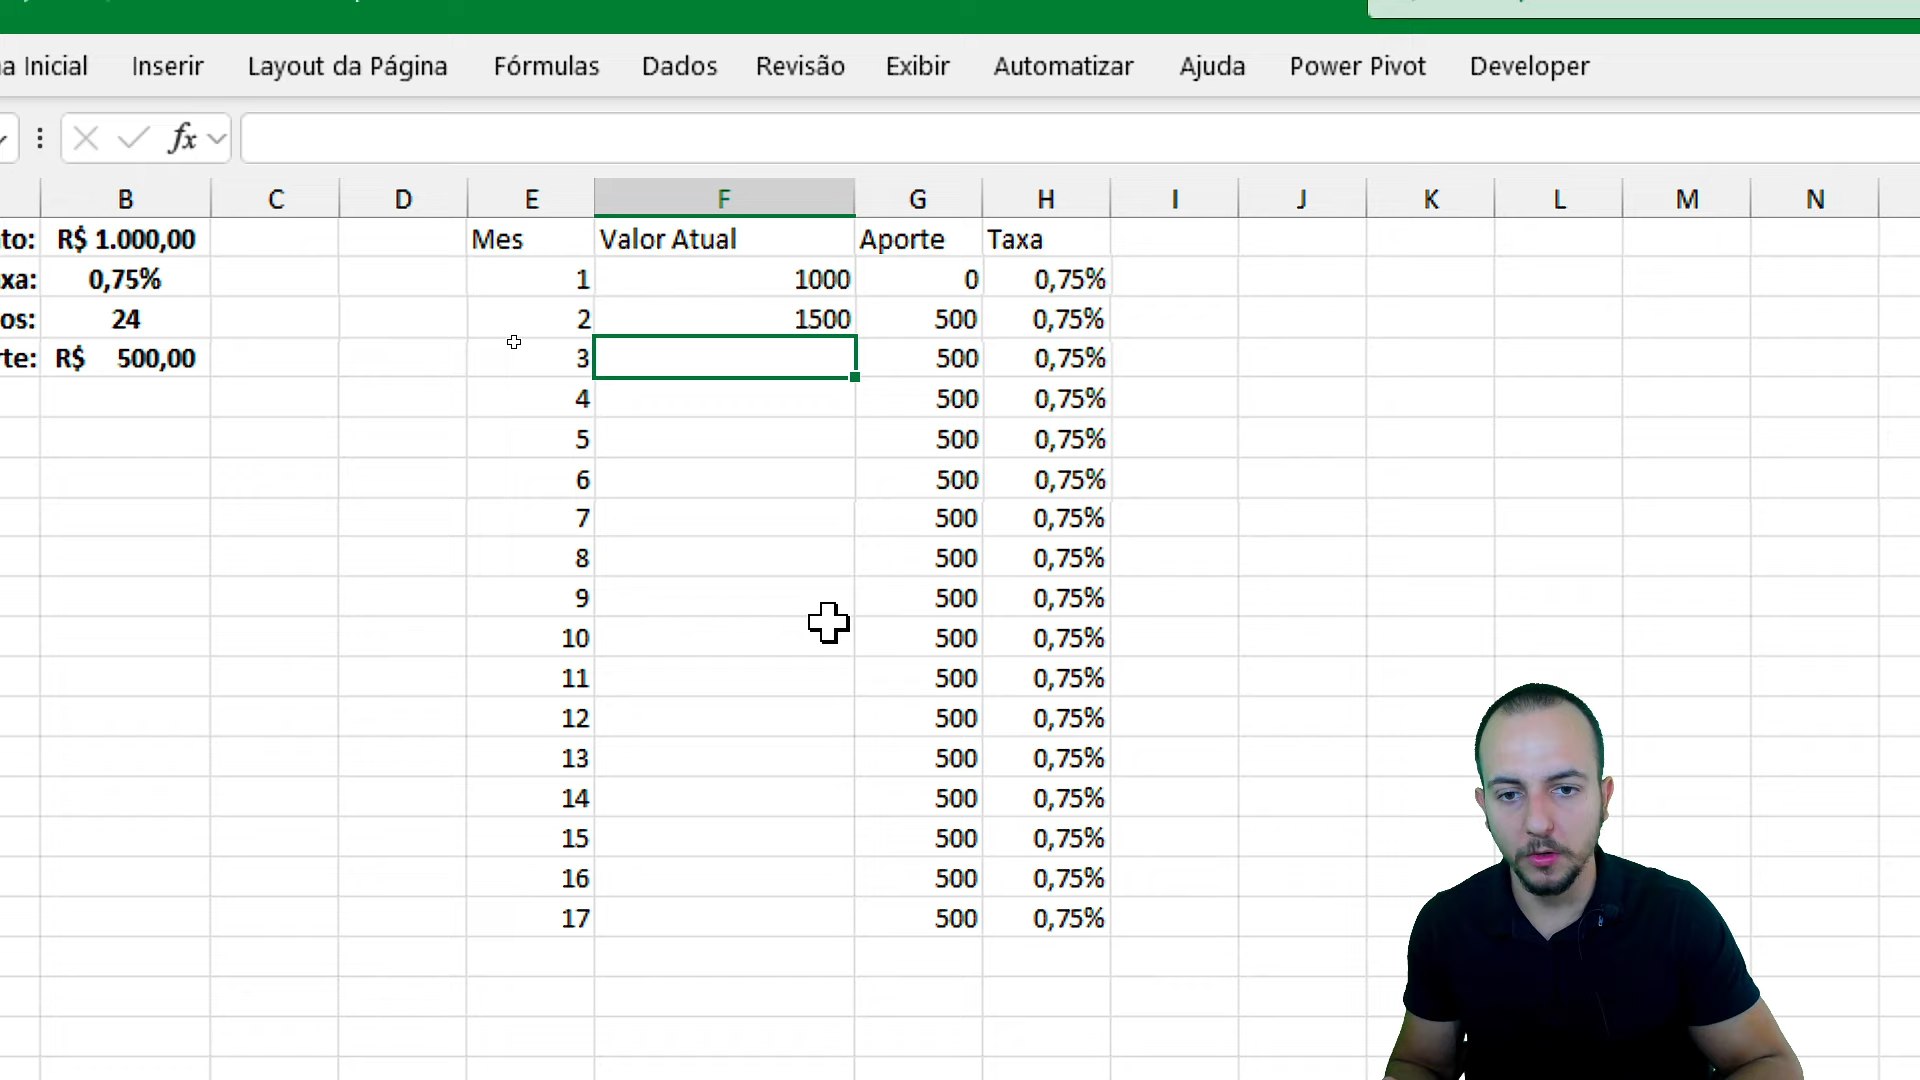 a Inicial Inserir Layout da Página Fórmulas Dados Revisão Exibir Automatizar Ajuda Power Pivot Developer
fx
B C D E F G H I J K L M N
to: R$ 1.000,00 Mes Valor Atual Aporte Taxa
xa: 0,75% 1 1000 0 0,75%
os: 24 2 1500 500 0,75%
rte: R$ 500,00 3 500 0,75%
4 500 0,75%
5 500 0,75%
6 500 0,75%
7 500 0,75%
8 500 0,75%
9 500 0,75%
10 500 0,75%
11 500 0,75%
12 500 0,75%
13 500 0,75%
14 500 0,75%
15 500 0,75%
16 500 0,75%
17 500 0,75%